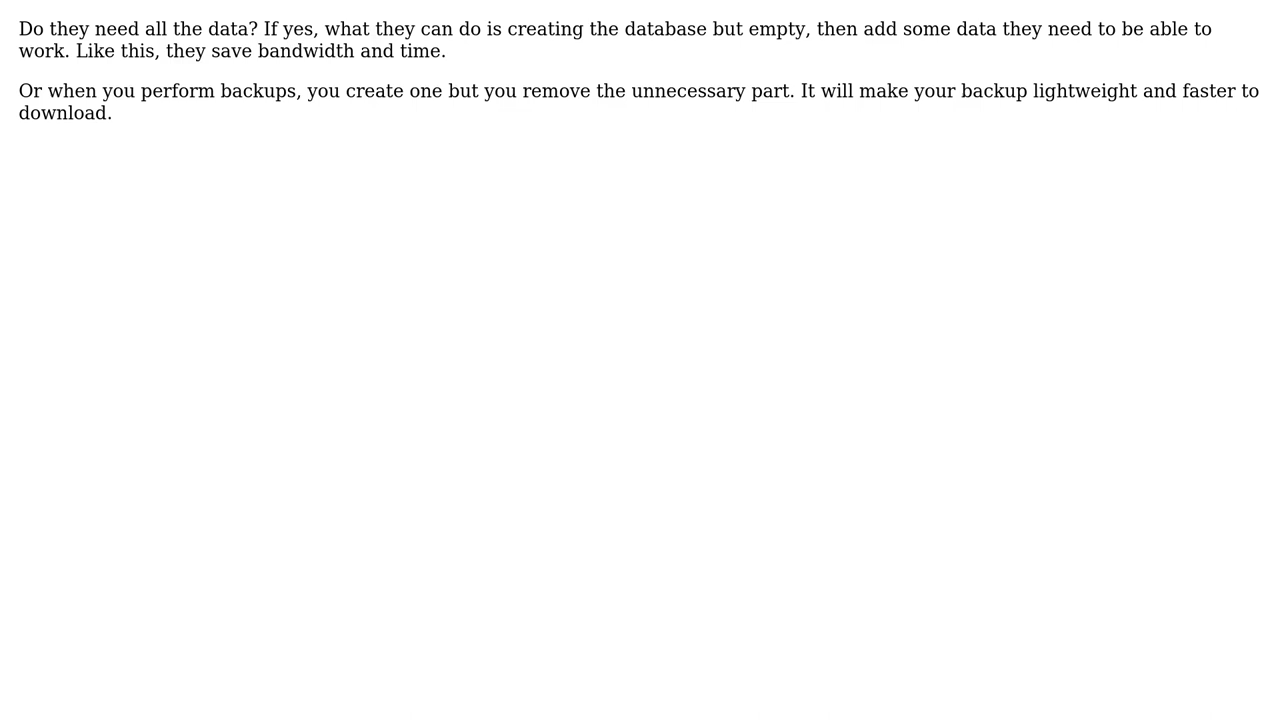 Do they need all the data? If yes, what they can do is creating the database but empty, then add some data they need to be able to
work. Like this, they save bandwidth and time.
Or when you perform backups, you create one but you remove the unnecessary part. It will make your backup lightweight and faster to
download.